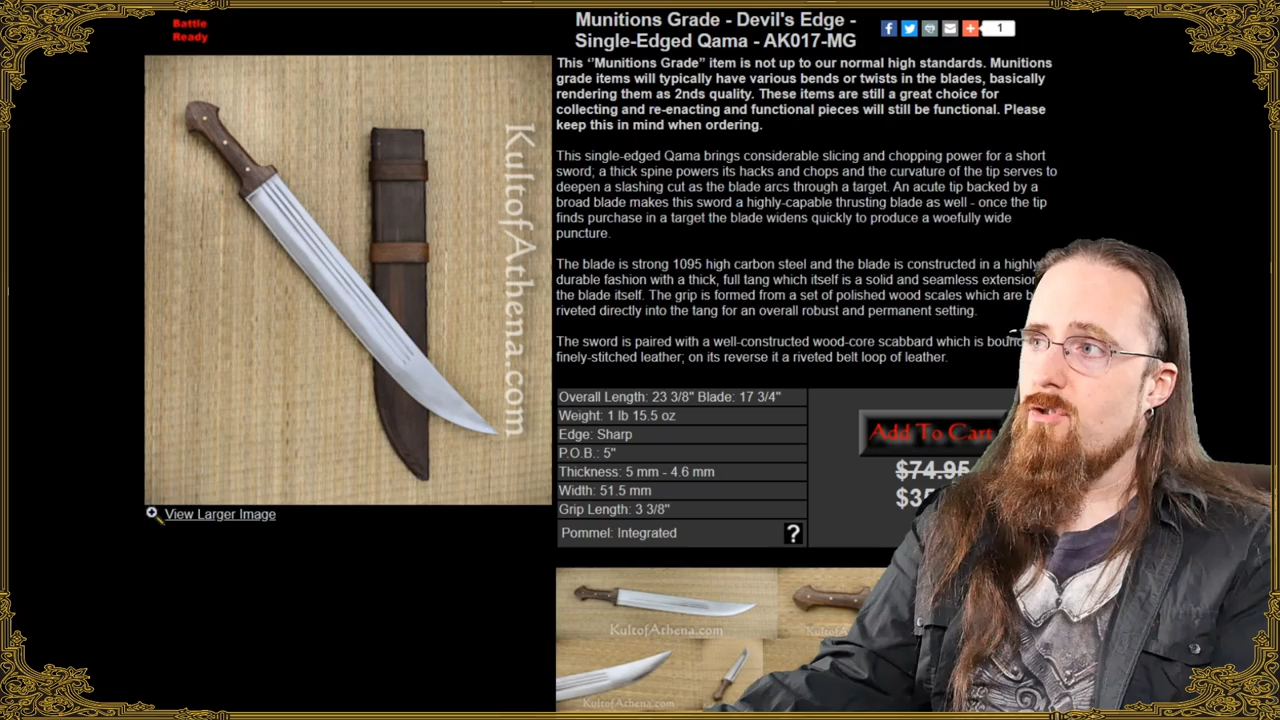 Battle
Ready
Munitions Grade - Devil's Edge -
Single-Edged Qama - AK017-MG
1
This ‘'Munitions Grade” item is not up to our normal high standards. Munitions
grade items will typically have various bends or twists in the blades, basically
rendering them as 2nds quality. These items are still a great choice for
collecting and re-enacting and functional pieces will still be functional. Please
keep this in mind when ordering.
This single-edged Qama brings considerable slicing and chopping power for a short
sword; a thick spine powers its hacks and chops and the curvature of the tip serves to
deepen a slashing cut as the blade arcs through a target. An acute tip backed by a
broad blade makes this sword a highly-capable thrusting blade as well - once the tip
finds purchase in a target the blade widens quickly to produce a woefully wide
puncture.
The blade is strong 1095 high carbon steel and the blade is constructed in a highly
durable fashion with a thick, full tang which itself is a solid and seamless extension
the blade itself. The grip is formed from a set of polished wood scales which are
riveted directly into the tang for an overall robust and permanent setting.
The sword is paired with a well-constructed wood-core scabbard which is bound
finely-stitched leather; on its reverse it a riveted belt loop of leather.
KultofAthena.com
View Larger Image
Overall Length: 23 3/8" Blade: 17 3/4"
Weight: 1 lb 15.5 oz
Edge: Sharp
P.O.B.: 5"
Thickness: 5 mm - 4.6 mm
Width: 51.5 mm
Grip Length: 3 3/8"
Pommel: Integrated
?
Add To Cart
$74.95
KultofAthena.com
KultofAthena.com